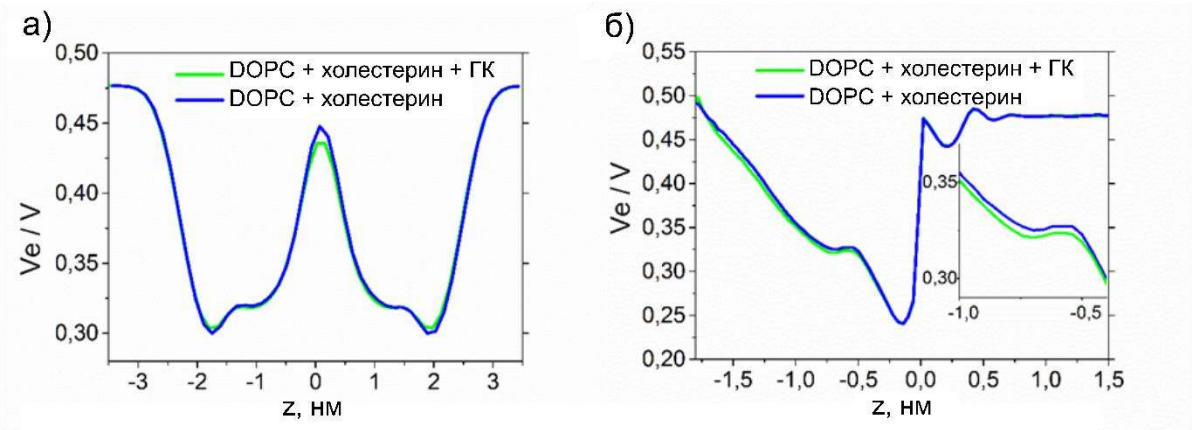 а)
0,50
0,45
0,40
0,35
0,30
Ve / V
DOPC + холестерин + ГК
DOPC + холестерин
-3 -2 -1 0 1 2 3
z, нм
б)
0,55
0,50
0,45
0,40
0,35
0,30
0,25
0,20
Ve / V
DOPC + холестерин + ГК
DOPC + холестерин
0,35
0,30
-1,0 -0,5
-1,5 -1,0 -0,5 0,0 0,5 1,0 1,5
z, нм